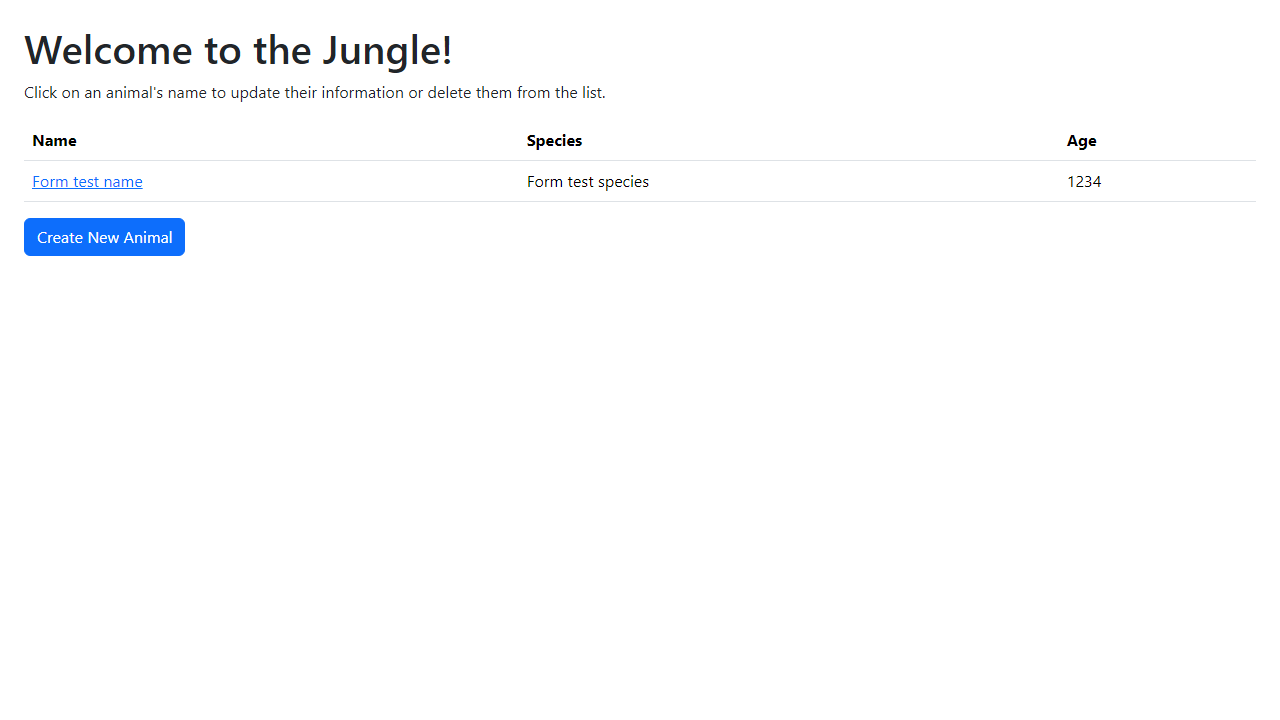 Welcome to the Jungle!
Click on an animal's name to update their information or delete them from the list.
Name Species Age
Form test name Form test species 1234
Create New Animal